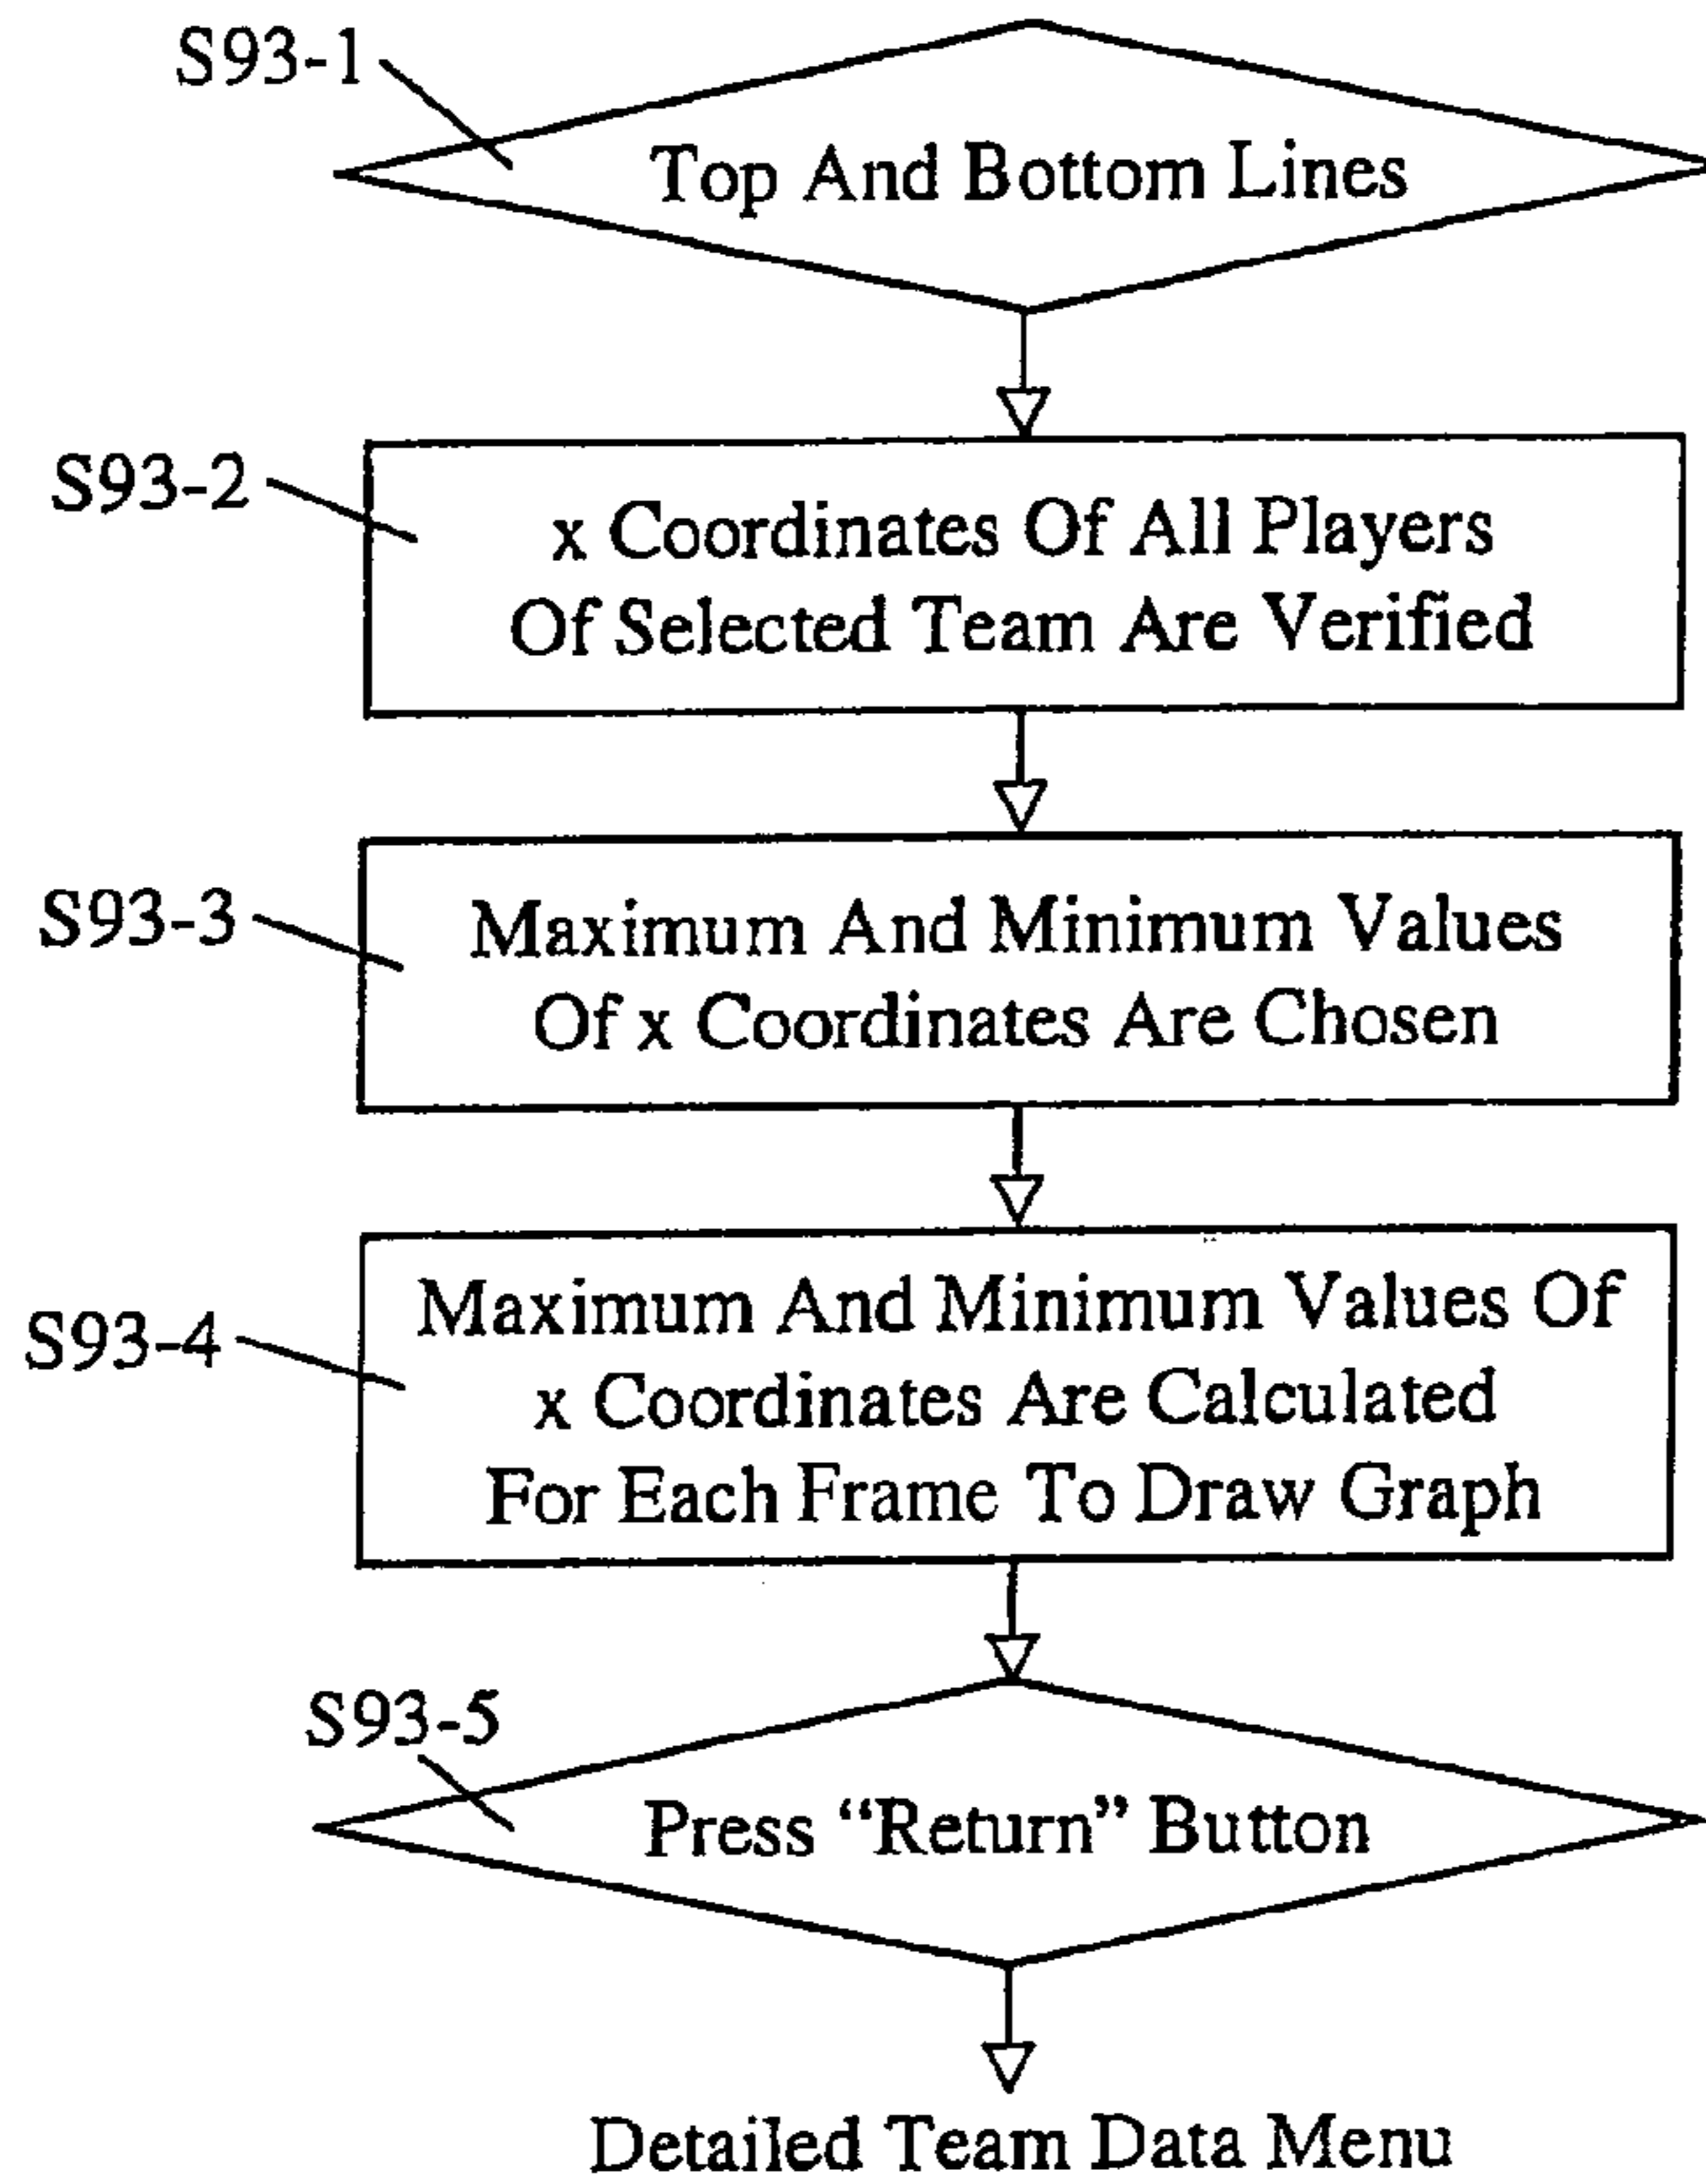 S93-1
Top And Bottom Lines
S93-2
x Coordinates Of All Players
Of Selected Team Are Verified
S93-3
Maximum And Minimum Values
Of x Coordinates Are Chosen
S93-4
Maximum And Minimum Values Of
x Coordinates Are Calculated
For Each Frame To Draw Graph
S93-5
Press “Return” Button
Detailed Team Data Menu